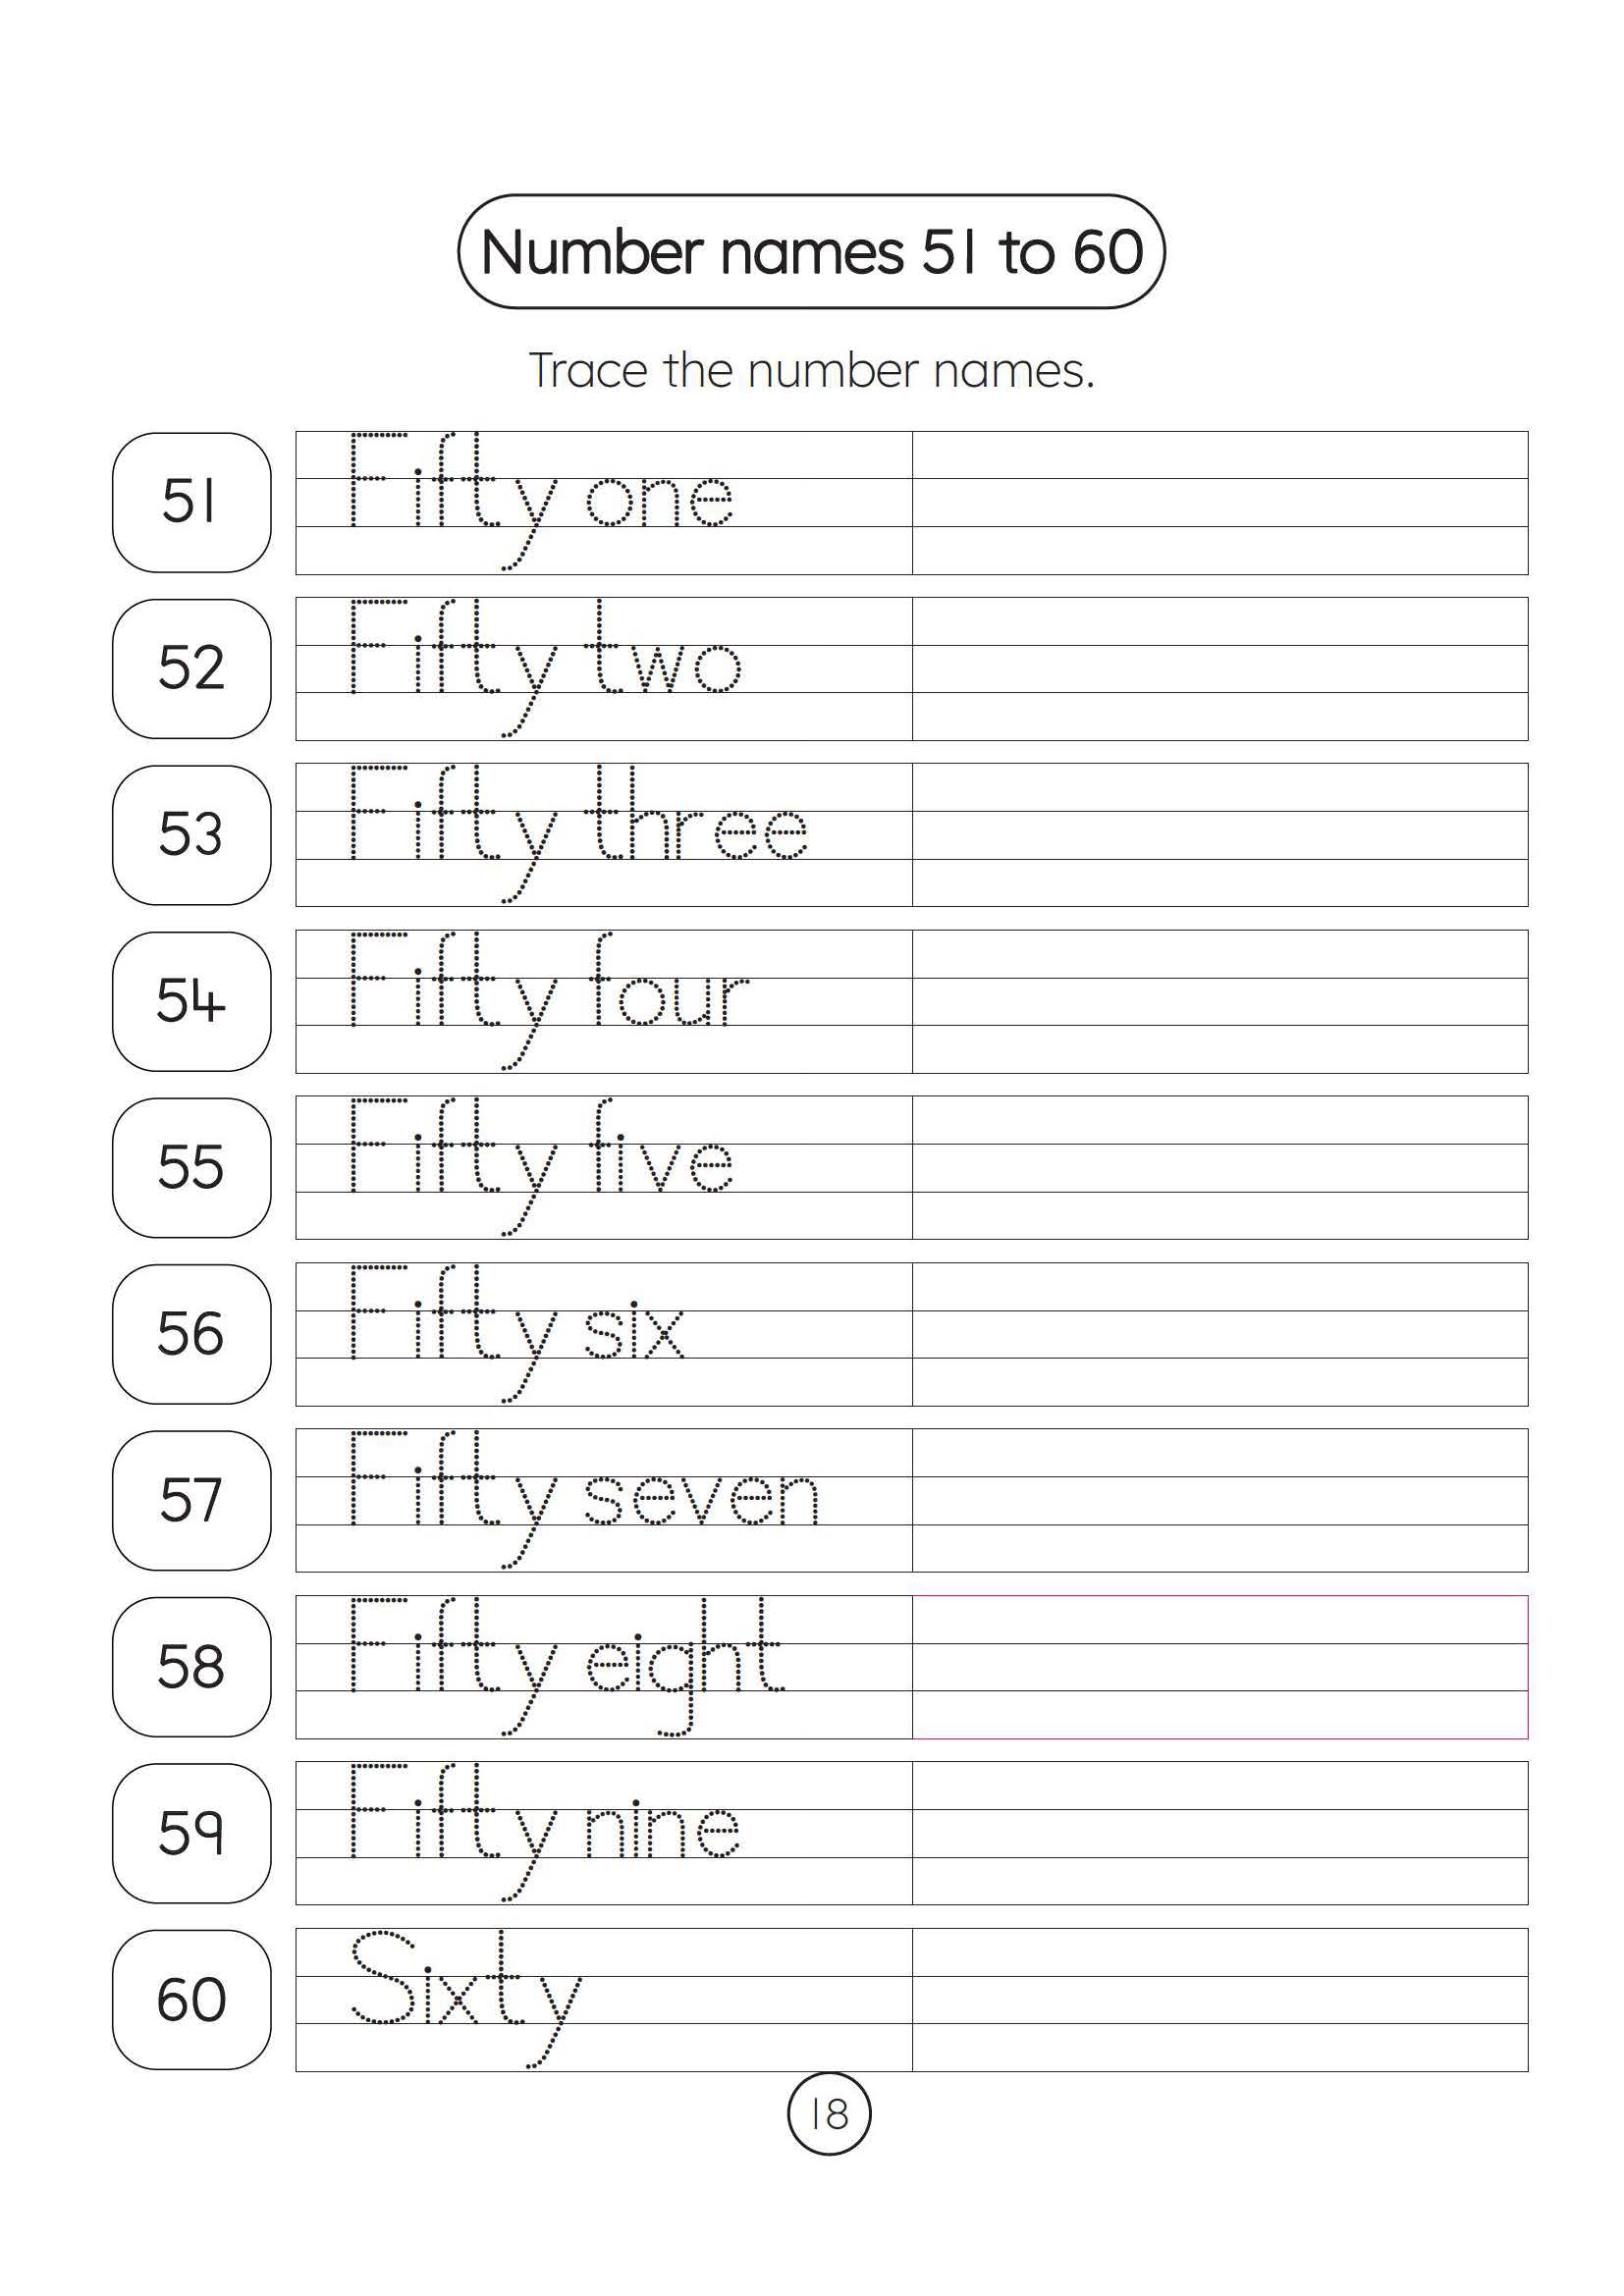 Number names 51 to 60
Trace the number names.
51 Fifty one
52 Fifty two
53 Fifty three
54 Fifty four
55 Fifty five
56 Fifty six
57 Fifty seven
58 Fifty eight
59 Fifty nine
60 Sixty
18